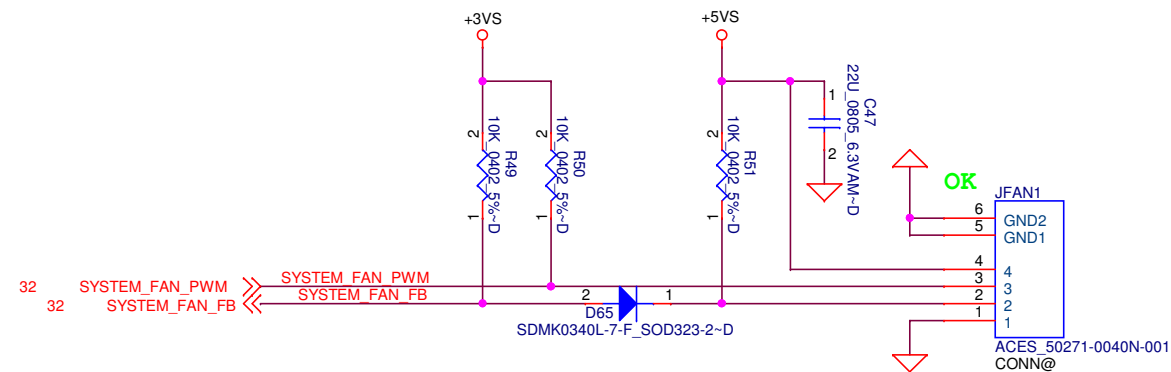 +3VS
+5VS
1
C47
22U_0805_6.3VAM~D
2
2
R49
10K_0402_5%~D
1
2
R50
10K_0402_5%~D
1
2
R51
10K_0402_5%~D
1
OK
JFAN1
6
GND2
5
GND1
4
4
3
3
2
2
1
1
32
SYSTEM_FAN_PWM
SYSTEM_FAN_PWM
32
SYSTEM_FAN_FB
SYSTEM_FAN_FB
2
1
D65
SDMK0340L-7-F_SOD323-2~D
ACES_50271-0040N-001
CONN@